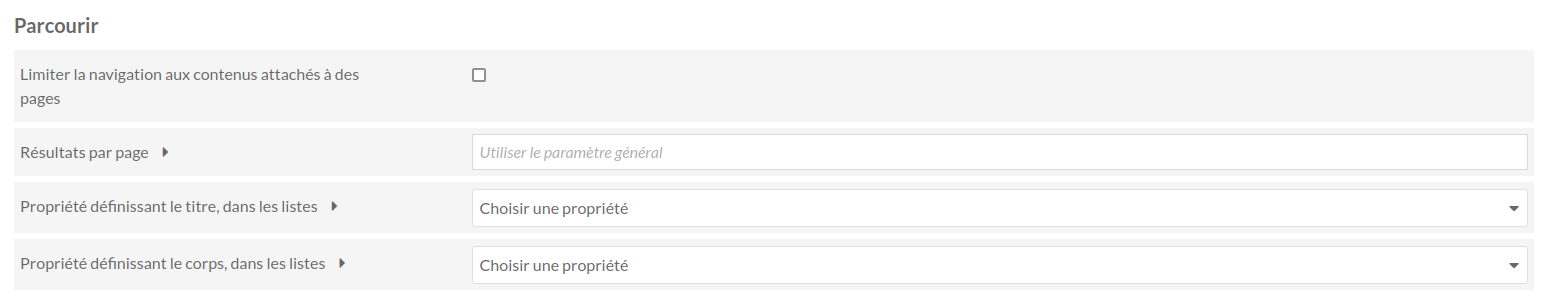 Parcourir
Limiter la navigation aux contenus attachés à des
pages
Résultats par page
Utiliser le paramètre général
Propriété définissant le titre, dans les listes
Choisir une propriété
Propriété définissant le corps, dans les listes
Choisir une propriété